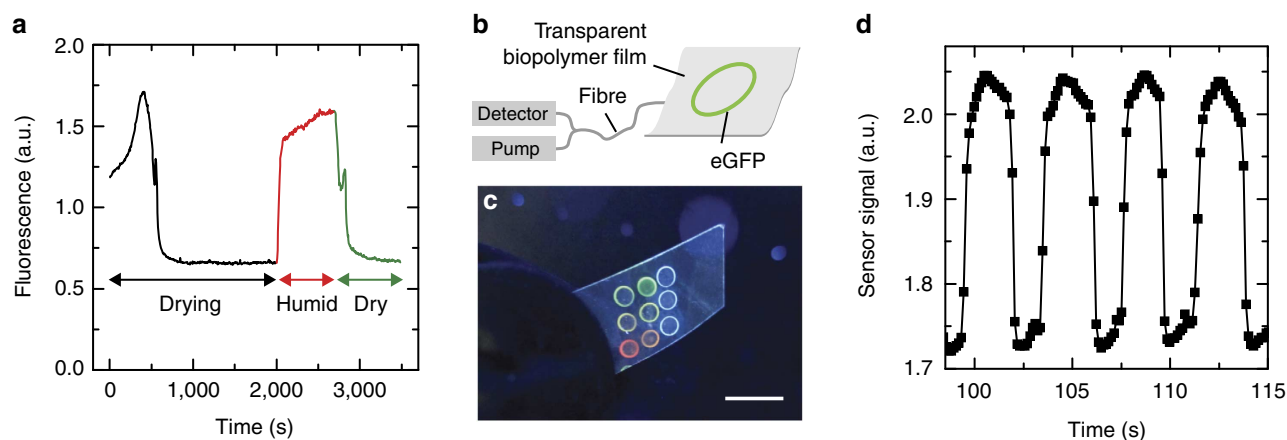 a
2.0
1.5
1.0
0.5
0.0
Fluorescence (a.u.)
Drying
Humid
Dry
0
1,000
2,000
3,000
Time (s)
b
Transparent
biopolymer film
Fibre
Detector
Pump
eGFP
c
d
2.0
1.9
1.8
1.7
Sensor signal (a.u.)
100
105
110
115
Time (s)